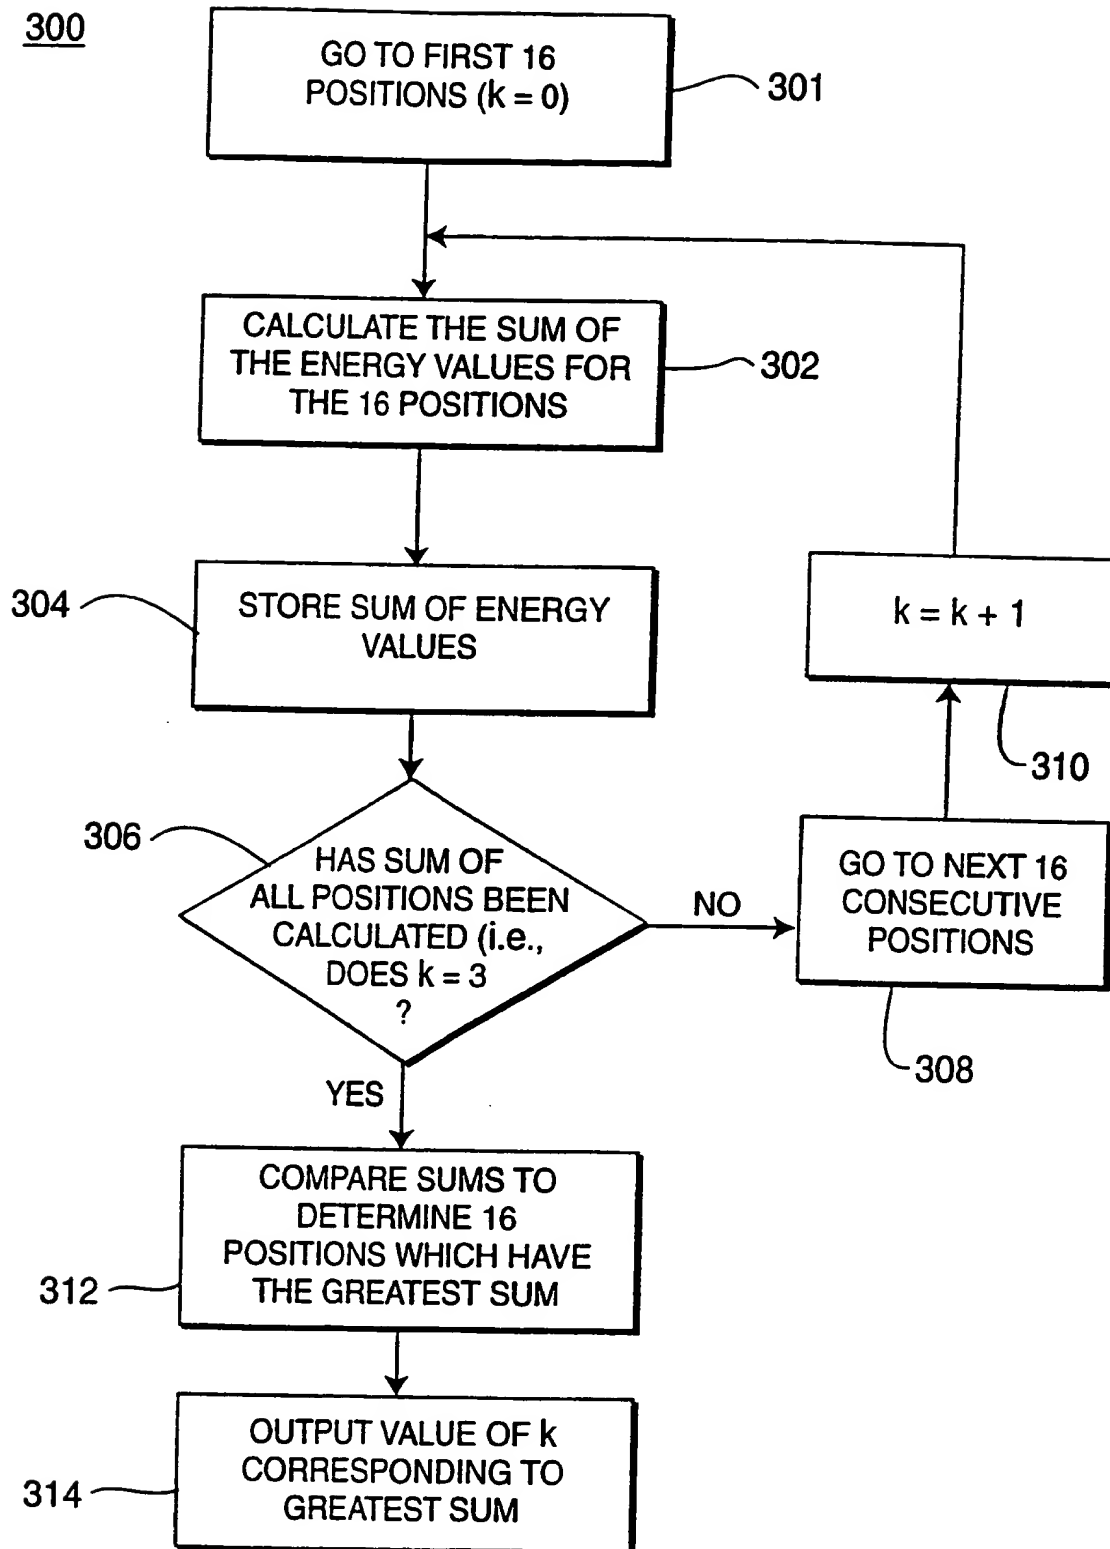 300
GO TO FIRST 16
POSITIONS (k = 0)
301
CALCULATE THE SUM OF
THE ENERGY VALUES FOR
THE 16 POSITIONS
302
304
STORE SUM OF ENERGY
VALUES
k = k + 1
310
306
HAS SUM OF
ALL POSITIONS BEEN
CALCULATED (i.e.,
DOES k = 3
?
NO
GO TO NEXT 16
CONSECUTIVE
POSITIONS
308
YES
COMPARE SUMS TO
DETERMINE 16
POSITIONS WHICH HAVE
THE GREATEST SUM
312
OUTPUT VALUE OF k
CORRESPONDING TO
GREATEST SUM
314